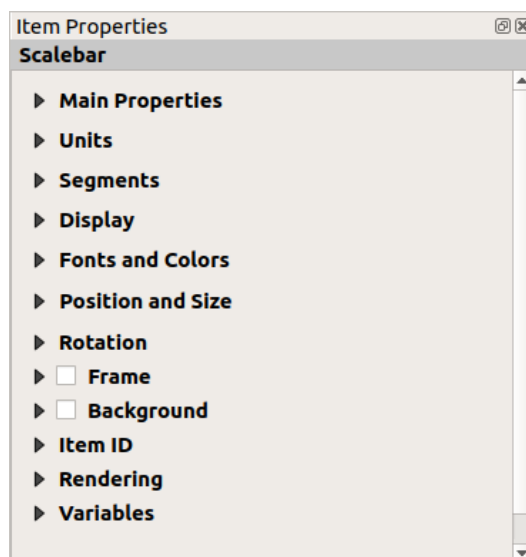 Item Properties
Scalebar
Main Properties
Units
Segments
Display
Fonts and Colors
Position and Size
Rotation
Frame
Background
Item ID
Rendering
Variables